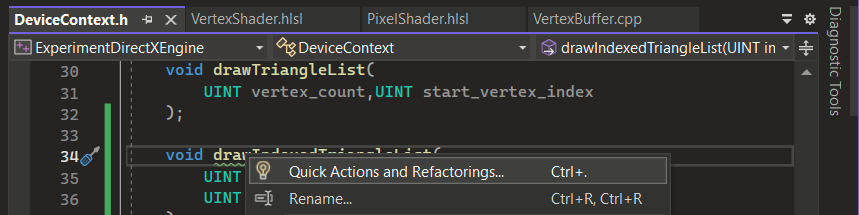 DeviceContext.h VertexShader.hlsl PixelShader.hlsl VertexBuffer.cpp
ExperimentDirectXEngine DeviceContext drawIndexedTriangleList(UINT in
30 void drawTriangleList(
31 UINT vertex_count,UINT start_vertex_index
32 );
33
34 void drawIndexedTriangleList(
Quick Actions and Refactorings... Ctrl+.
35 UINT
36 UINT
Rename... Ctrl+R, Ctrl+R
Diagnostic Tools